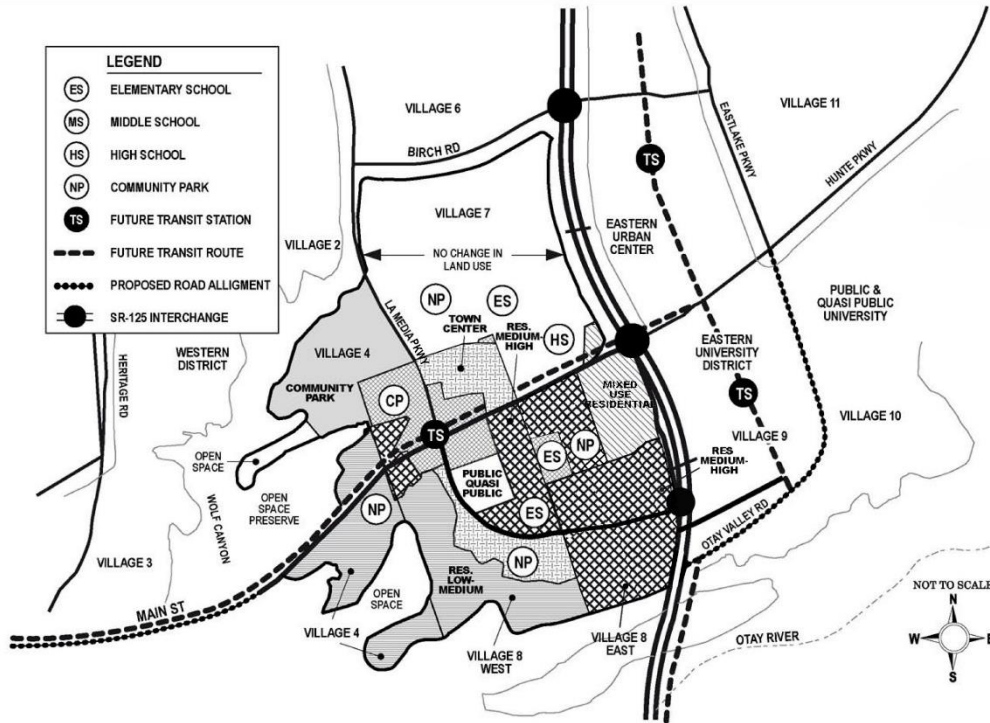 LEGEND
ES ELEMENTARY SCHOOL
MS MIDDLE SCHOOL
HS HIGH SCHOOL
NP COMMUNITY PARK
TS FUTURE TRANSIT STATION
FUTURE TRANSIT ROUTE
PROPOSED ROAD ALLIGMENT
SR-125 INTERCHANGE
VILLAGE 6
VILLAGE 11
BIRCH RD
EASTLAKE PKWY
HUNTE PKWY
TS
VILLAGE 7
VILLAGE 2
EASTERN
URBAN
CENTER
NO CHANGE IN
LAND USE
LA MEDIA PKWY
NP
ES
TOWN
CENTER
RES.
MEDIUM-
HIGH
HS
PUBLIC &
QUASI PUBLIC
UNIVERSITY
HERITAGE RD
WESTERN
DISTRICT
VILLAGE 4
COMMUNITY
PARK
CP
MIXED
USE
RESIDENTIAL
EASTERN
UNIVERSITY
DISTRICT
TS
VILLAGE 10
TS
VILLAGE 9
OPEN
SPACE
PUBLIC
QUASI
PUBLIC
ES
NP
RES
MEDIUM-
HIGH
OPEN
SPACE
PRESERVE
WOLF CANYON
NP
ES
OTAY VALLEY RD
VILLAGE 3
NP
RES.
LOW-
MEDIUM
OPEN
SPACE
MAIN ST
VILLAGE 4
VILLAGE 8
WEST
VILLAGE 8
EAST
OTAY RIVER
NOT TO SCALE
N
W
E
S